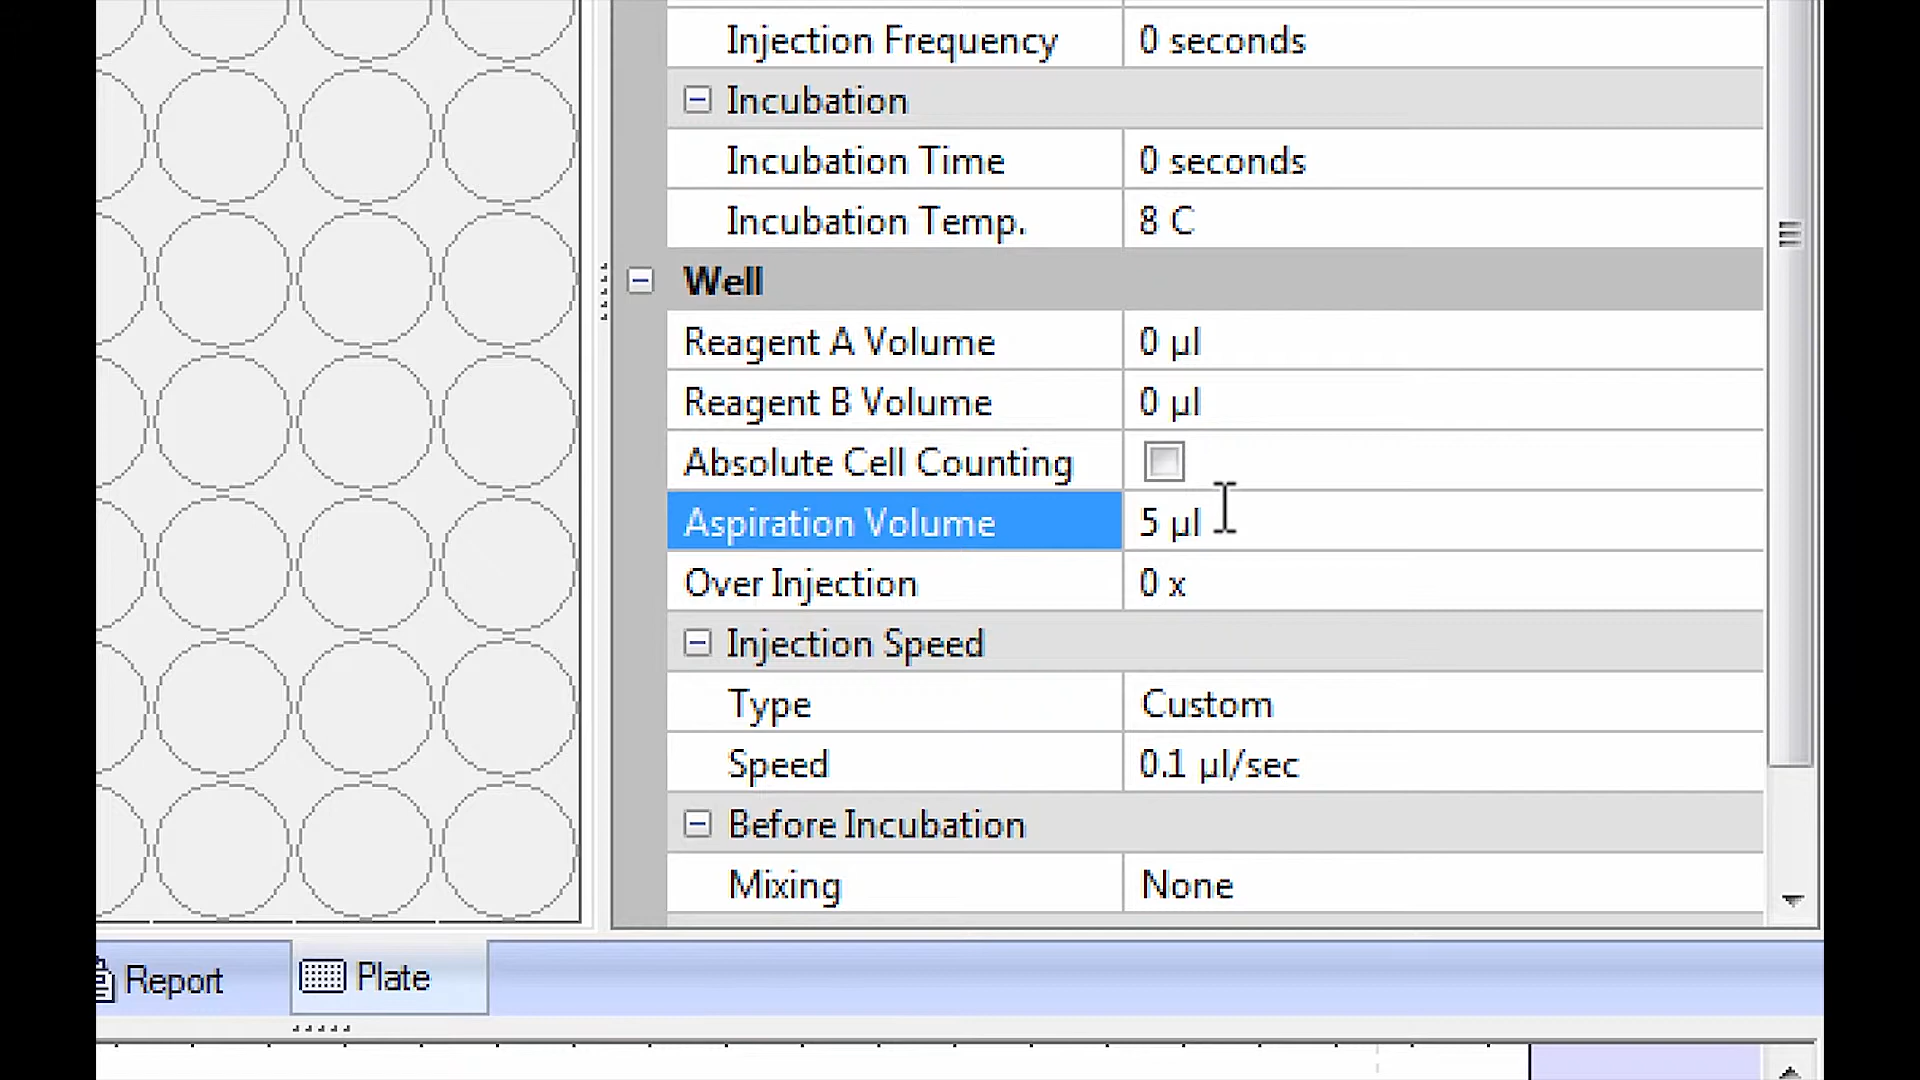 Injection Frequency 0 seconds
Incubation
Incubation Time 0 seconds
Incubation Temp. 8 C
Well
Reagent A Volume 0 µl
Reagent B Volume 0 µl
Absolute Cell Counting
Aspiration Volume 5 µl
Over Injection 0 x
Injection Speed
Type Custom
Speed 0.1 µl/sec
Before Incubation
Mixing None
Report Plate